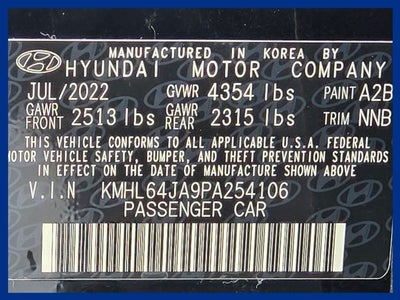 MANUFACTURED IN KOREA BY
HYUNDAI MOTOR COMPANY
JUL/2022 GVWR 4354 lbs PAINT A2B
GAWR FRONT 2513 lbs GAWR REAR 2315 lbs TRIM NNB
THIS VEHICLE CONFORMS TO ALL APPLICABLE U.S.A. FEDERAL
MOTOR VEHICLE SAFETY, BUMPER, AND THEFT PREVENTION STANDARDS
IN EFFECT ON THE DATE OF MANUFACTURE SHOWN ABOVE.
V.I.N KMHL64JA9PA254106
PASSENGER CAR